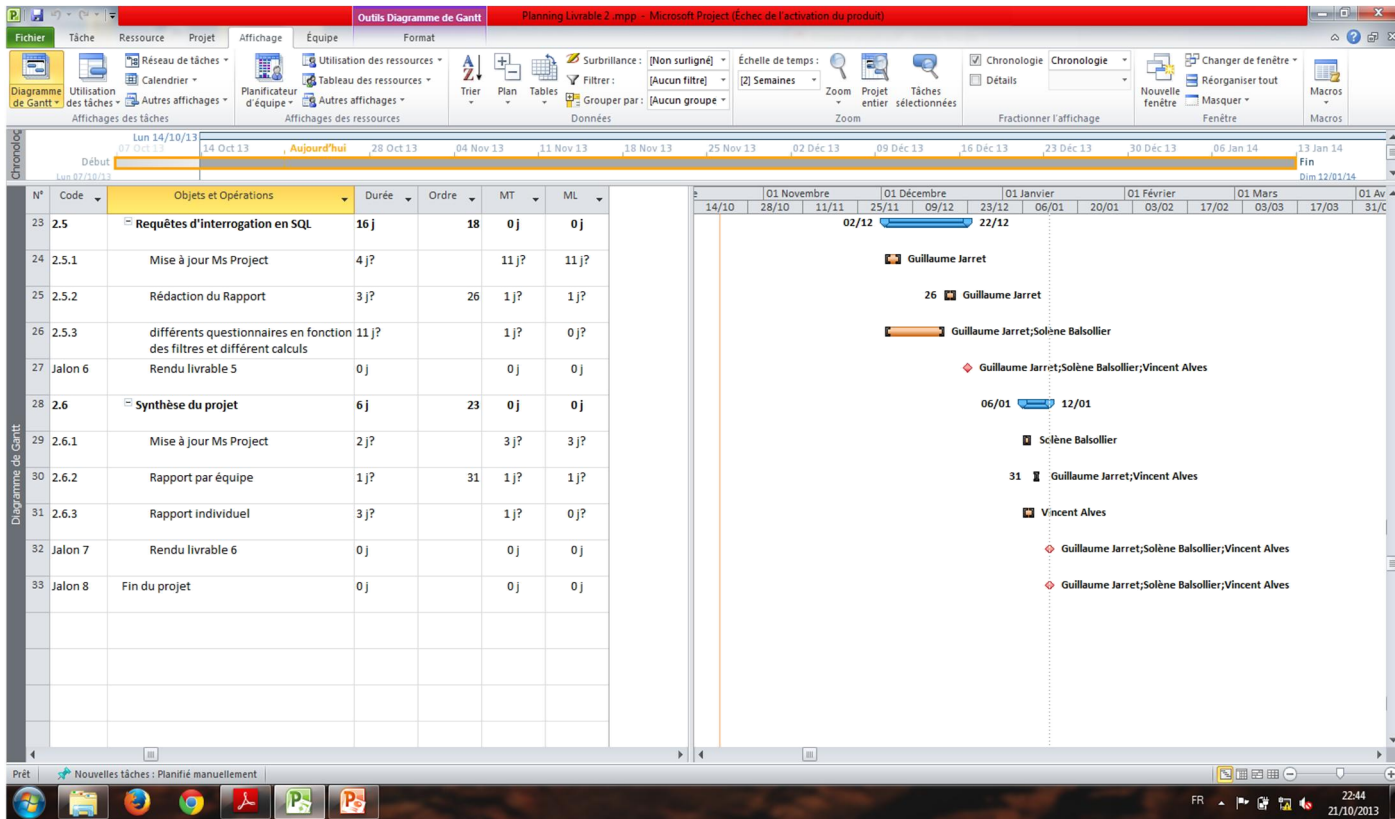 Outils Diagramme de Gantt
Planning Livrable 2 .mpp - Microsoft Project (Échec de l'activation du produit)
Fichier Tâche Ressource Projet Affichage Équipe Format
Diagramme de Gantt
Utilisation des tâches
Réseau de tâches
Calendrier
Autres affichages
Affichages des tâches
Planificateur d'équipe
Utilisation des ressources
Tableau des ressources
Autres affichages
Affichages des ressources
Trier
Plan
Tables
Surbrillance : [Non surligné]
Filtrer : [Aucun filtre]
Grouper par : [Aucun groupe
Données
Échelle de temps :
[2] Semaines
Zoom
Projet entier
Tâches sélectionnées
Zoom
Chronologie Chronologie
Détails
Fractionner l'affichage
Nouvelle fenêtre
Changer de fenêtre
Réorganiser tout
Masquer
Fenêtre
Macros
Macros
Chronolog
Lun 14/10/13
07 Oct 13 14 Oct 13 Aujourd'hui 28 Oct 13 04 Nov 13 11 Nov 13 18 Nov 13 25 Nov 13 02 Déc 13 09 Déc 13 16 Déc 13 23 Déc 13 30 Déc 13 06 Jan 14 13 Jan 14
Début
Lun 07/10/13
Fin
Dim 12/01/14
N° Code Objets et Opérations Durée Ordre MT ML
e 01 Novembre 01 Décembre 01 Janvier 01 Février 01 Mars 01 Av
14/10 28/10 11/11 25/11 09/12 23/12 06/01 20/01 03/02 17/02 03/03 17/03 31/0
23 2.5 Requêtes d'interrogation en SQL 16 j 18 0 j 0 j
02/12 22/12
24 2.5.1 Mise à jour Ms Project 4 j? 11 j? 11 j?
Guillaume Jarret
25 2.5.2 Rédaction du Rapport 3 j? 26 1 j? 1 j?
26 Guillaume Jarret
26 2.5.3 différents questionnaires en fonction 11 j? 1 j? 0 j?
des filtres et différent calculs
Guillaume Jarret;Solène Balsollier
27 Jalon 6 Rendu livrable 5 0 j 0 j 0 j
Guillaume Jarret;Solène Balsollier;Vincent Alves
28 2.6 Synthèse du projet 6 j 23 0 j 0 j
06/01 12/01
29 2.6.1 Mise à jour Ms Project 2 j? 3 j? 3 j?
Solène Balsollier
30 2.6.2 Rapport par équipe 1 j? 31 1 j? 1 j?
31 Guillaume Jarret;Vincent Alves
31 2.6.3 Rapport individuel 3 j? 1 j? 0 j?
Vincent Alves
32 Jalon 7 Rendu livrable 6 0 j 0 j 0 j
Guillaume Jarret;Solène Balsollier;Vincent Alves
33 Jalon 8 Fin du projet 0 j 0 j 0 j
Guillaume Jarret;Solène Balsollier;Vincent Alves
Diagramme de Gantt
Prêt Nouvelles tâches : Planifié manuellement
FR
22:44
21/10/2013